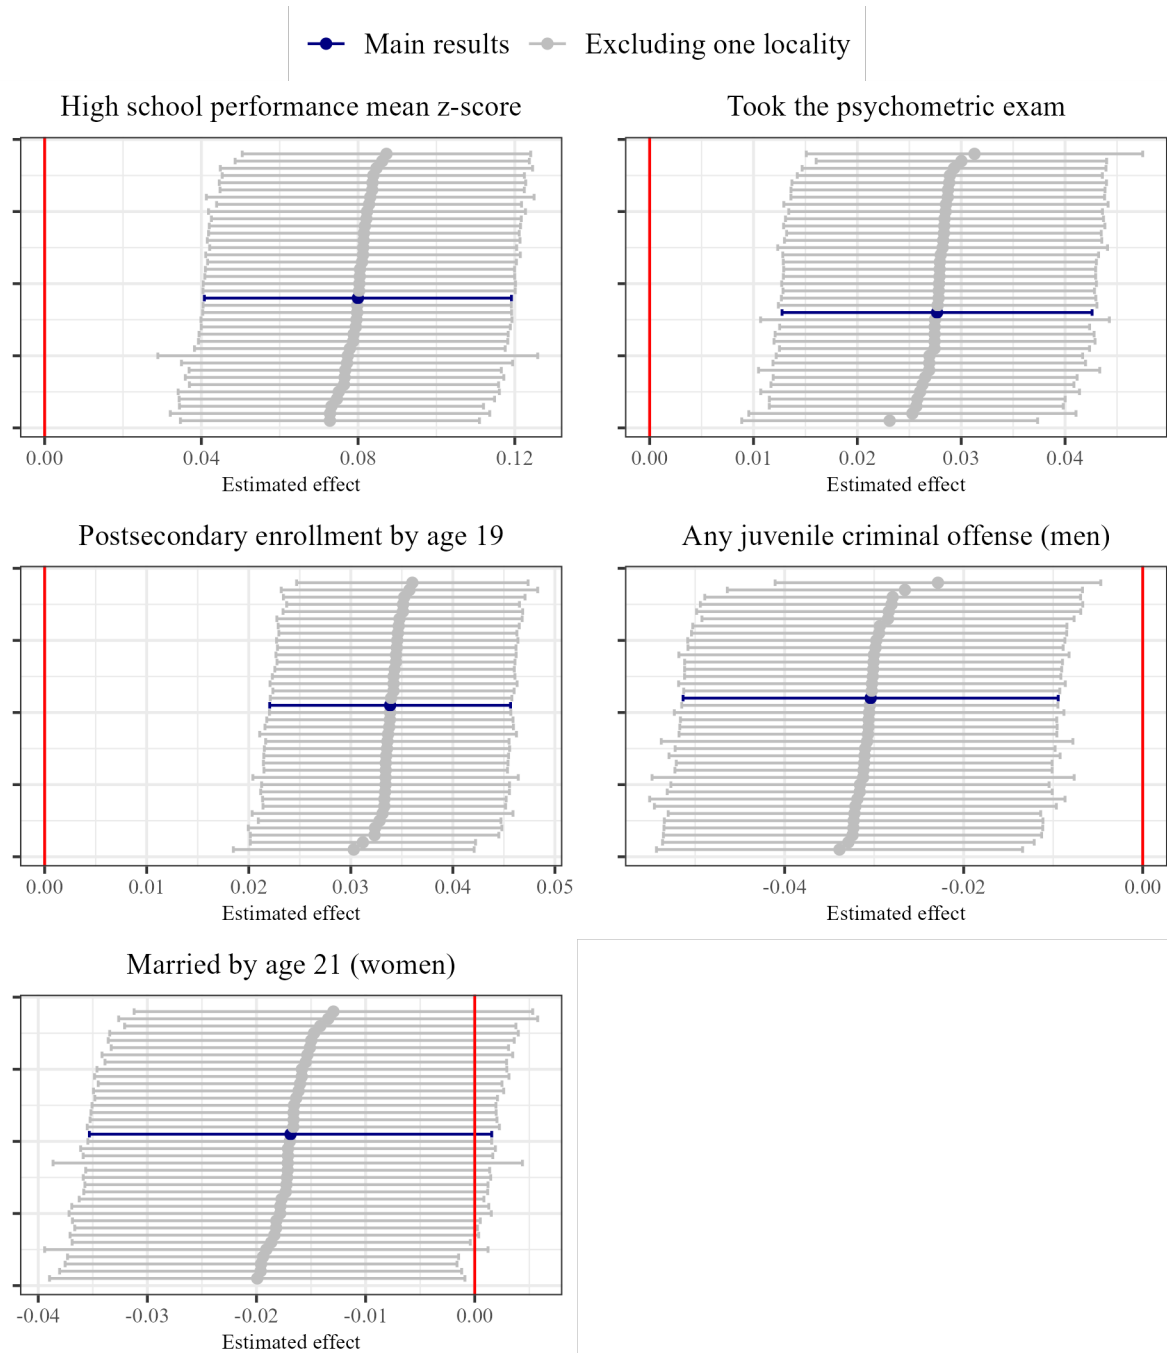 Main results Excluding one locality
High school performance mean z-score
0.00 0.04 0.08 0.12
Estimated effect
Took the psychometric exam
0.00 0.01 0.02 0.03 0.04
Estimated effect
Postsecondary enrollment by age 19
0.00 0.01 0.02 0.03 0.04 0.05
Estimated effect
Any juvenile criminal offense (men)
-0.04 -0.02 0.00
Estimated effect
Married by age 21 (women)
-0.04 -0.03 -0.02 -0.01 0.00
Estimated effect